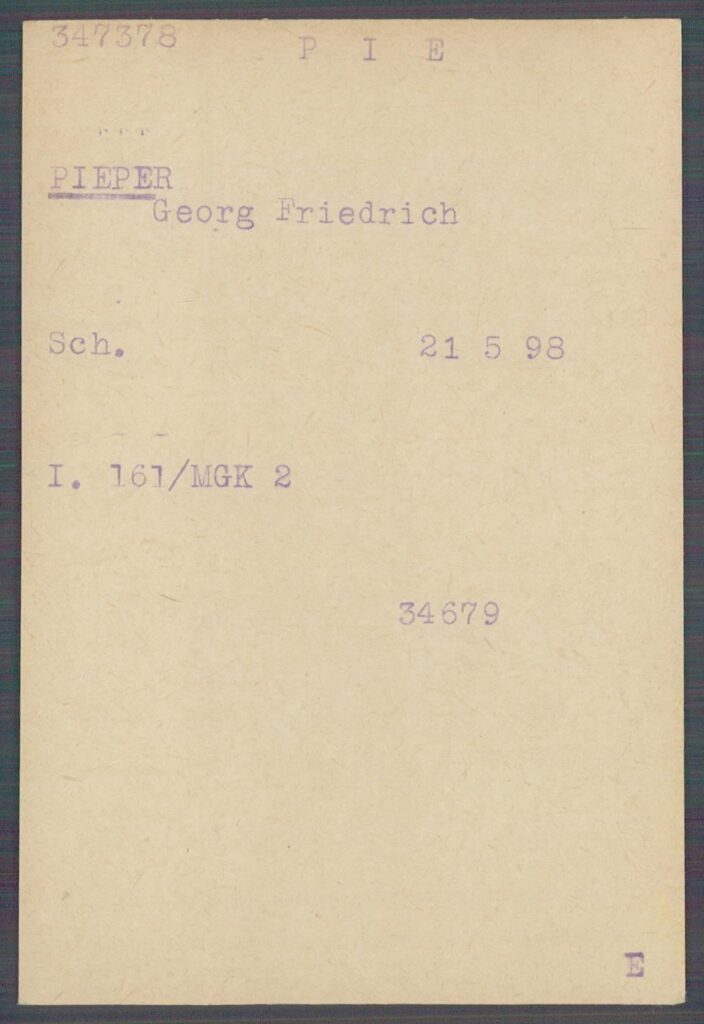 347378 P I E
PIEPER
Georg Friedrich
Sch. 21 5 98
I. 161/MGK 2
34679
E